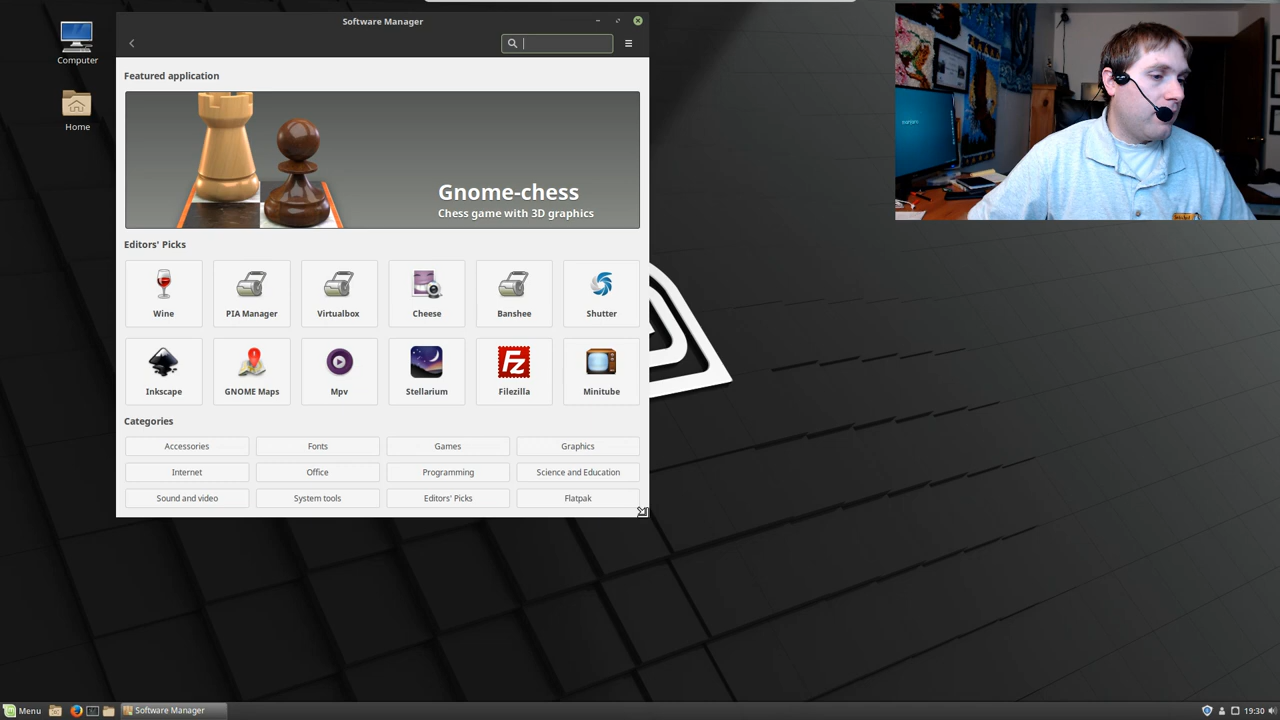 Software Manager
Computer
Home
Featured application
Gnome-chess
Chess game with 3D graphics
Editors' Picks
Wine
PIA Manager
Virtualbox
Cheese
Banshee
Shutter
Inkscape
GNOME Maps
Mpv
Stellarium
Filezilla
Minitube
Categories
Accessories
Fonts
Games
Graphics
Internet
Office
Programming
Science and Education
Sound and video
System tools
Editors' Picks
Flatpak
Menu
Software Manager
19:30